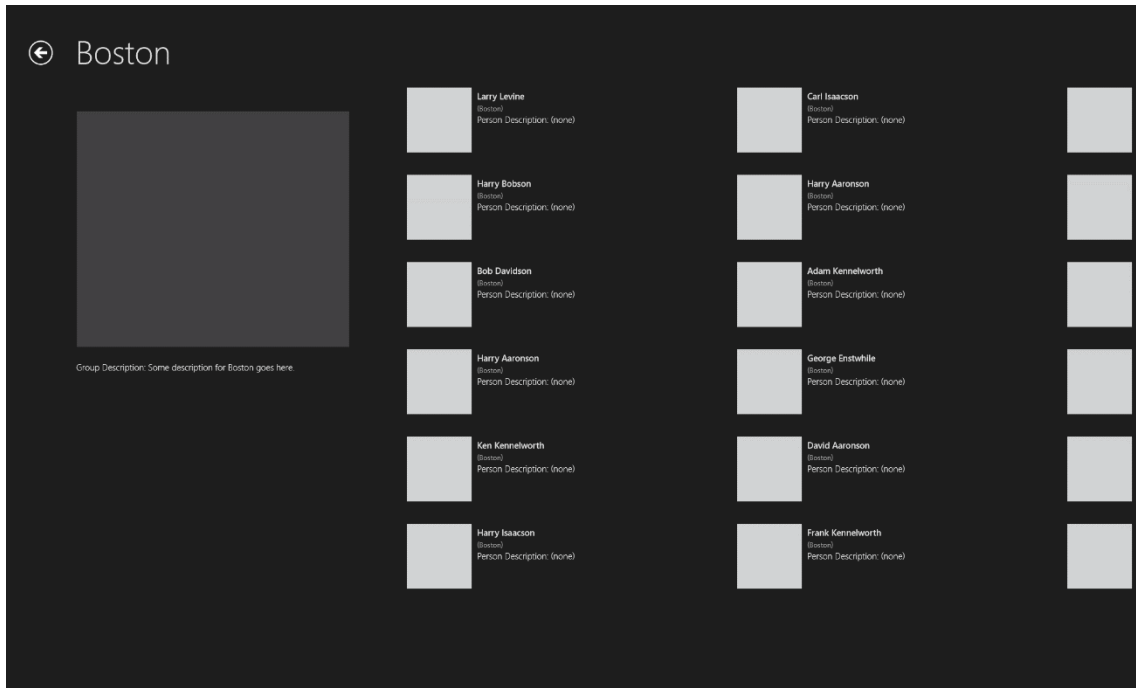 Boston
Group Description: Some description for Boston goes here.
Larry Levine
(Boston)
Person Description: (none)
Harry Bobson
(Boston)
Person Description: (none)
Bob Davidson
(Boston)
Person Description: (none)
Harry Aaronson
(Boston)
Person Description: (none)
Ken Kennelworth
(Boston)
Person Description: (none)
Harry Isaacson
(Boston)
Person Description: (none)
Carl Isaacson
(Boston)
Person Description: (none)
Harry Aaronson
(Boston)
Person Description: (none)
Adam Kennelworth
(Boston)
Person Description: (none)
George Enstwhile
(Boston)
Person Description: (none)
David Aaronson
(Boston)
Person Description: (none)
Frank Kennelworth
(Boston)
Person Description: (none)